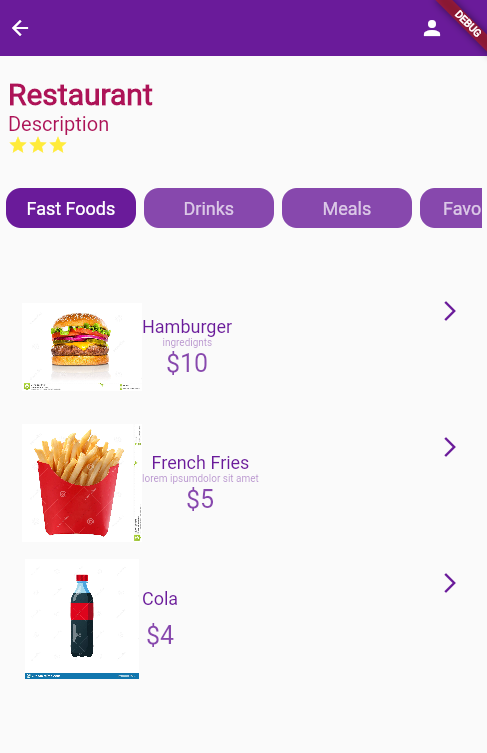 DEBUG
Restaurant
Description
Fast Foods
Drinks
Meals
Favo
Hamburger
ingredignts
$10
French Fries
lorem ipsumdolor sit amet
$5
Cola
$4